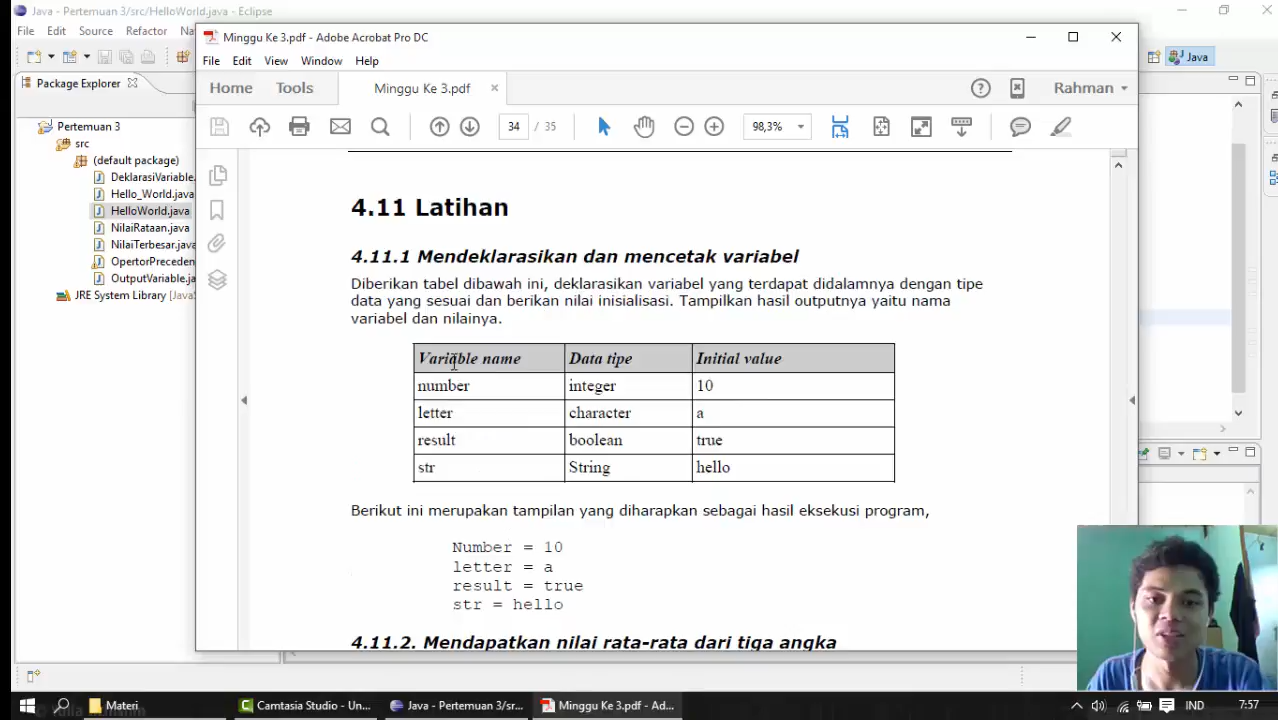 Java - Pertemuan 3/src/HelloWorld.java - Eclipse
File Edit Source Refactor
Package Explorer
Pertemuan 3
src
(default package)
DeklarasiVariable.
Hello_World.java
HelloWorld.java
NilaiRataan.java
NilaiTerbesar.java
OpertorPreceden
OutputVariable.ja
JRE System Library
Java
Minggu Ke 3.pdf - Adobe Acrobat Pro DC
File Edit View Window Help
Home Tools Minggu Ke 3.pdf Rahman
34 / 35 98,3%
4.11 Latihan
4.11.1 Mendeklarasikan dan mencetak variabel
Diberikan tabel dibawah ini, deklarasikan variabel yang terdapat didalamnya dengan tipe
data yang sesuai dan berikan nilai inisialisasi. Tampilkan hasil outputnya yaitu nama
variabel dan nilainya.
Variable name Data tipe Initial value
number integer 10
letter character a
result boolean true
str String hello
Berikut ini merupakan tampilan yang diharapkan sebagai hasil eksekusi program,
Number = 10
letter = a
result = true
str = hello
4.11.2. Mendapatkan nilai rata-rata dari tiga angka
Materi
Camtasia Studio - Un...
Java - Pertemuan 3/sr...
Minggu Ke 3.pdf - Ad...
IND 7:57